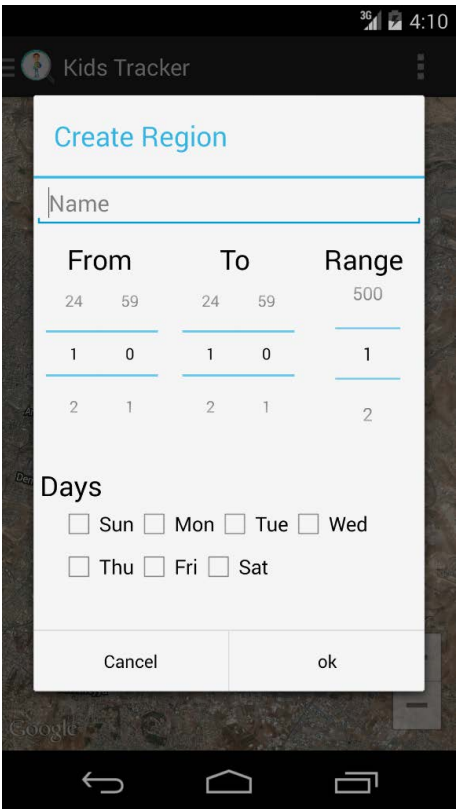 3G 4:10
Kids Tracker
Create Region
Name
From To Range
24 59 24 59 500
1 0 1 0 1
2 1 2 1 2
Days
Sun Mon Tue Wed
Thu Fri Sat
Cancel ok
Google